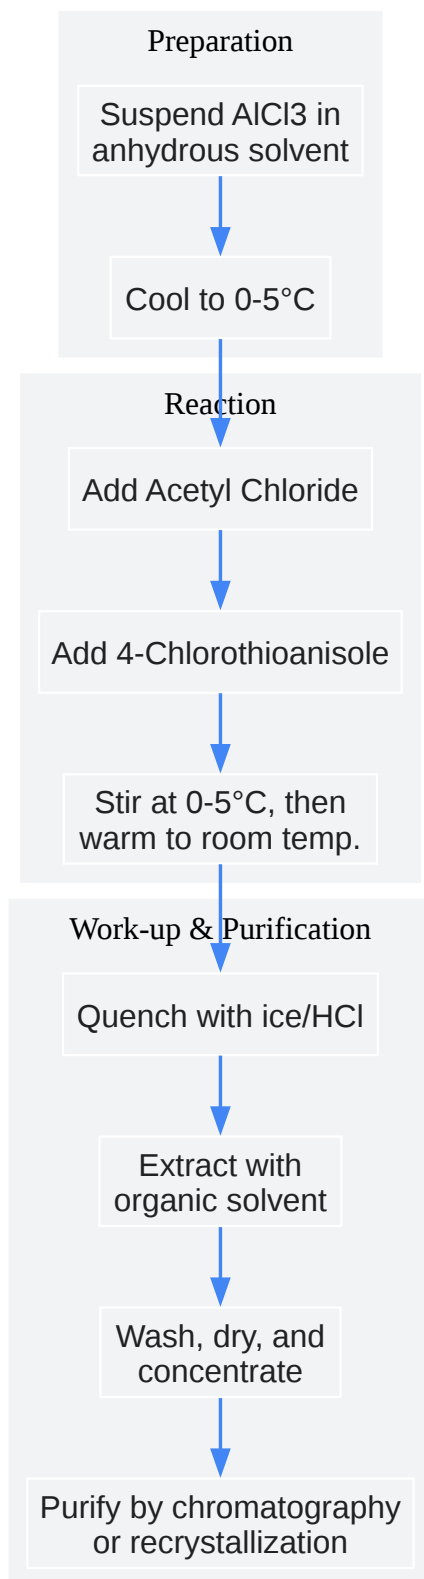 Preparation
Suspend AlCl3 in
anhydrous solvent
Cool to 0-5°C
Reaction
Add Acetyl Chloride
Add 4-Chlorothioanisole
Stir at 0-5°C, then
warm to room temp.
Work-up & Purification
Quench with ice/HCl
Extract with
organic solvent
Wash, dry, and
concentrate
Purify by chromatography
or recrystallization